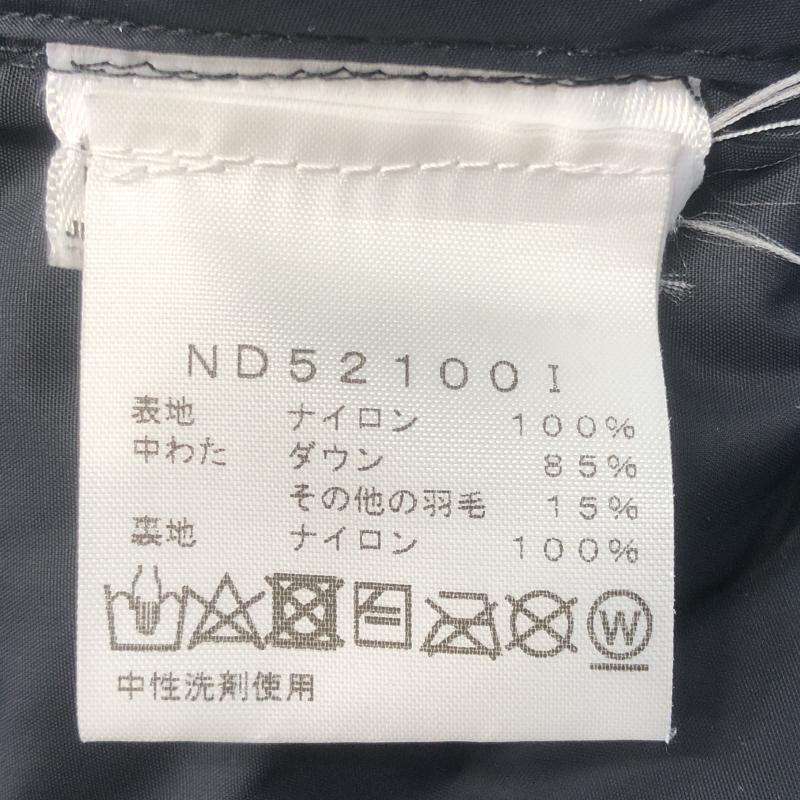 ND52100I
表地 ナイロン 100%
中わた ダウン 85%
その他の羽毛 15%
裏地 ナイロン 100%
W
中性洗剤使用